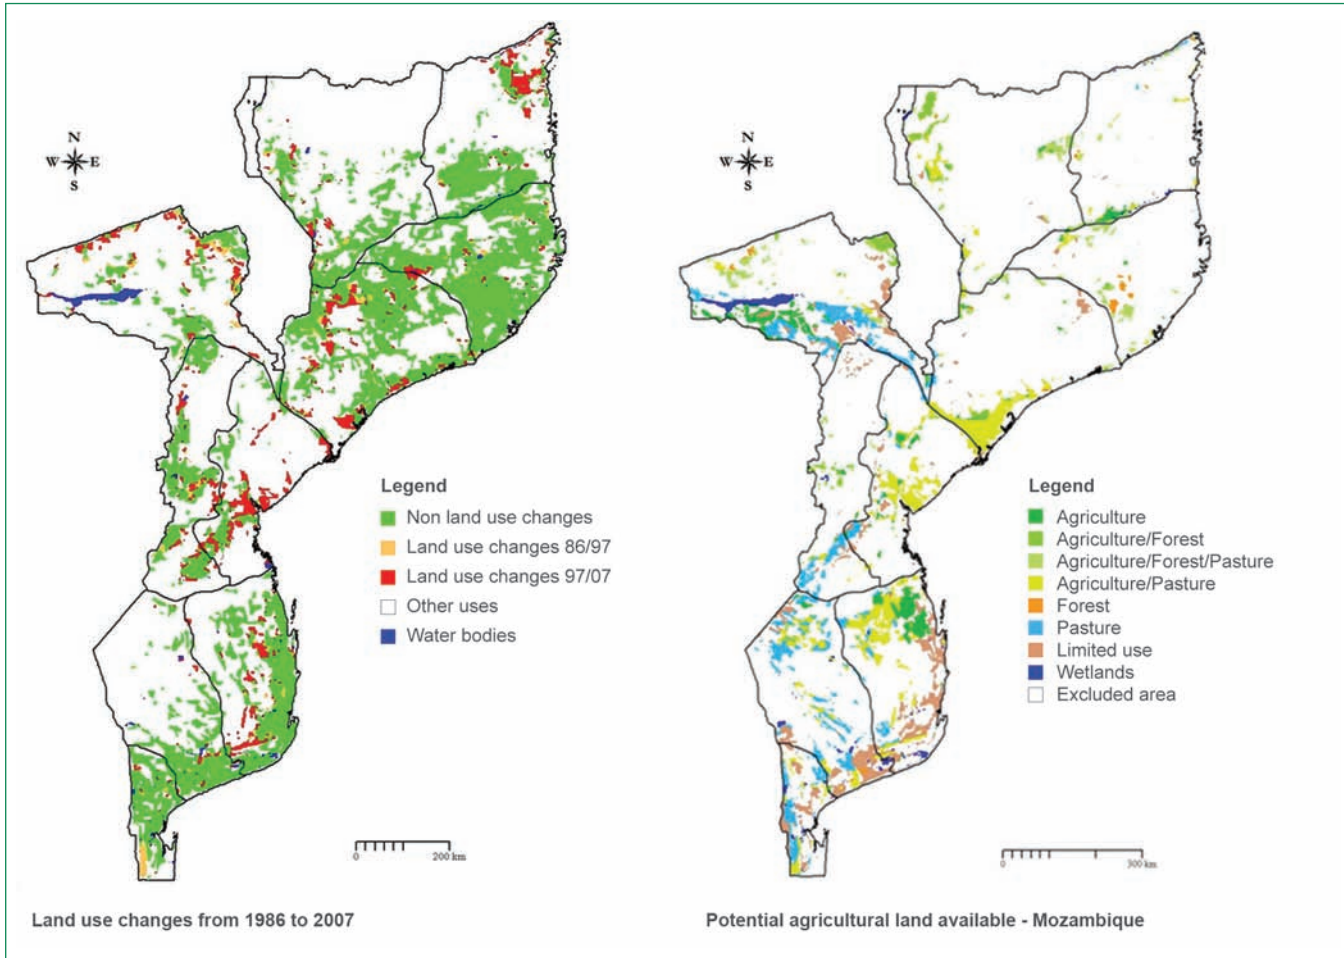 N
W E
S
Legend
Non land use changes
Land use changes 86/97
Land use changes 97/07
Other uses
Water bodies
0 200 km
Land use changes from 1986 to 2007
N
W E
S
Legend
Agriculture
Agriculture/Forest
Agriculture/Forest/Pasture
Agriculture/Pasture
Forest
Pasture
Limited use
Wetlands
Excluded area
0 300 km
Potential agricultural land available - Mozambique